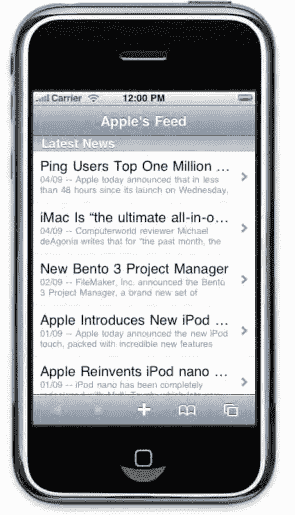 Carrier 12:00 PM
Apple's Feed
Latest News
Ping Users Top One Million ...
04/09 -- Apple today announced that in less
than 48 hours since its launch on Wednesday,
iMac Is “the ultimate all-in-o...
04/09 -- Computerworld reviewer Michael
deAgonia writes that for “the past month, the
New Bento 3 Project Manager
02/09 -- FileMaker, Inc. announced the Bento
3 Project Manager, a brand new set of
Apple Introduces New iPod ...
01/09 -- Apple today announced the new iPod
touch, packed with incredible new features
Apple Reinvents iPod nano ...
01/09 -- iPod nano has been completely